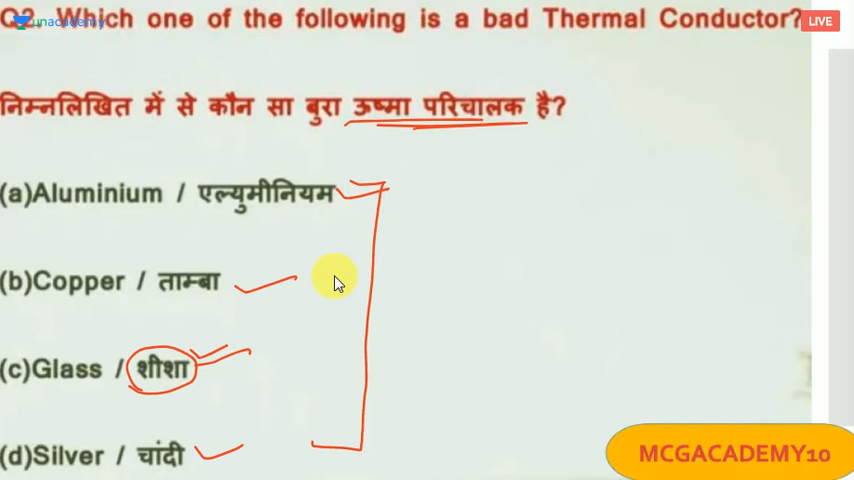 Q2. Which one of the following is a bad Thermal Conductor?
unacademy
LIVE
निम्नलिखित में से कौन सा बुरा ऊष्मा परिचालक है?
(a)Aluminium / एल्युमीनियम
(b)Copper / ताम्बा
(c)Glass / शीशा
(d)Silver / चांदी
MCGACADEMY10